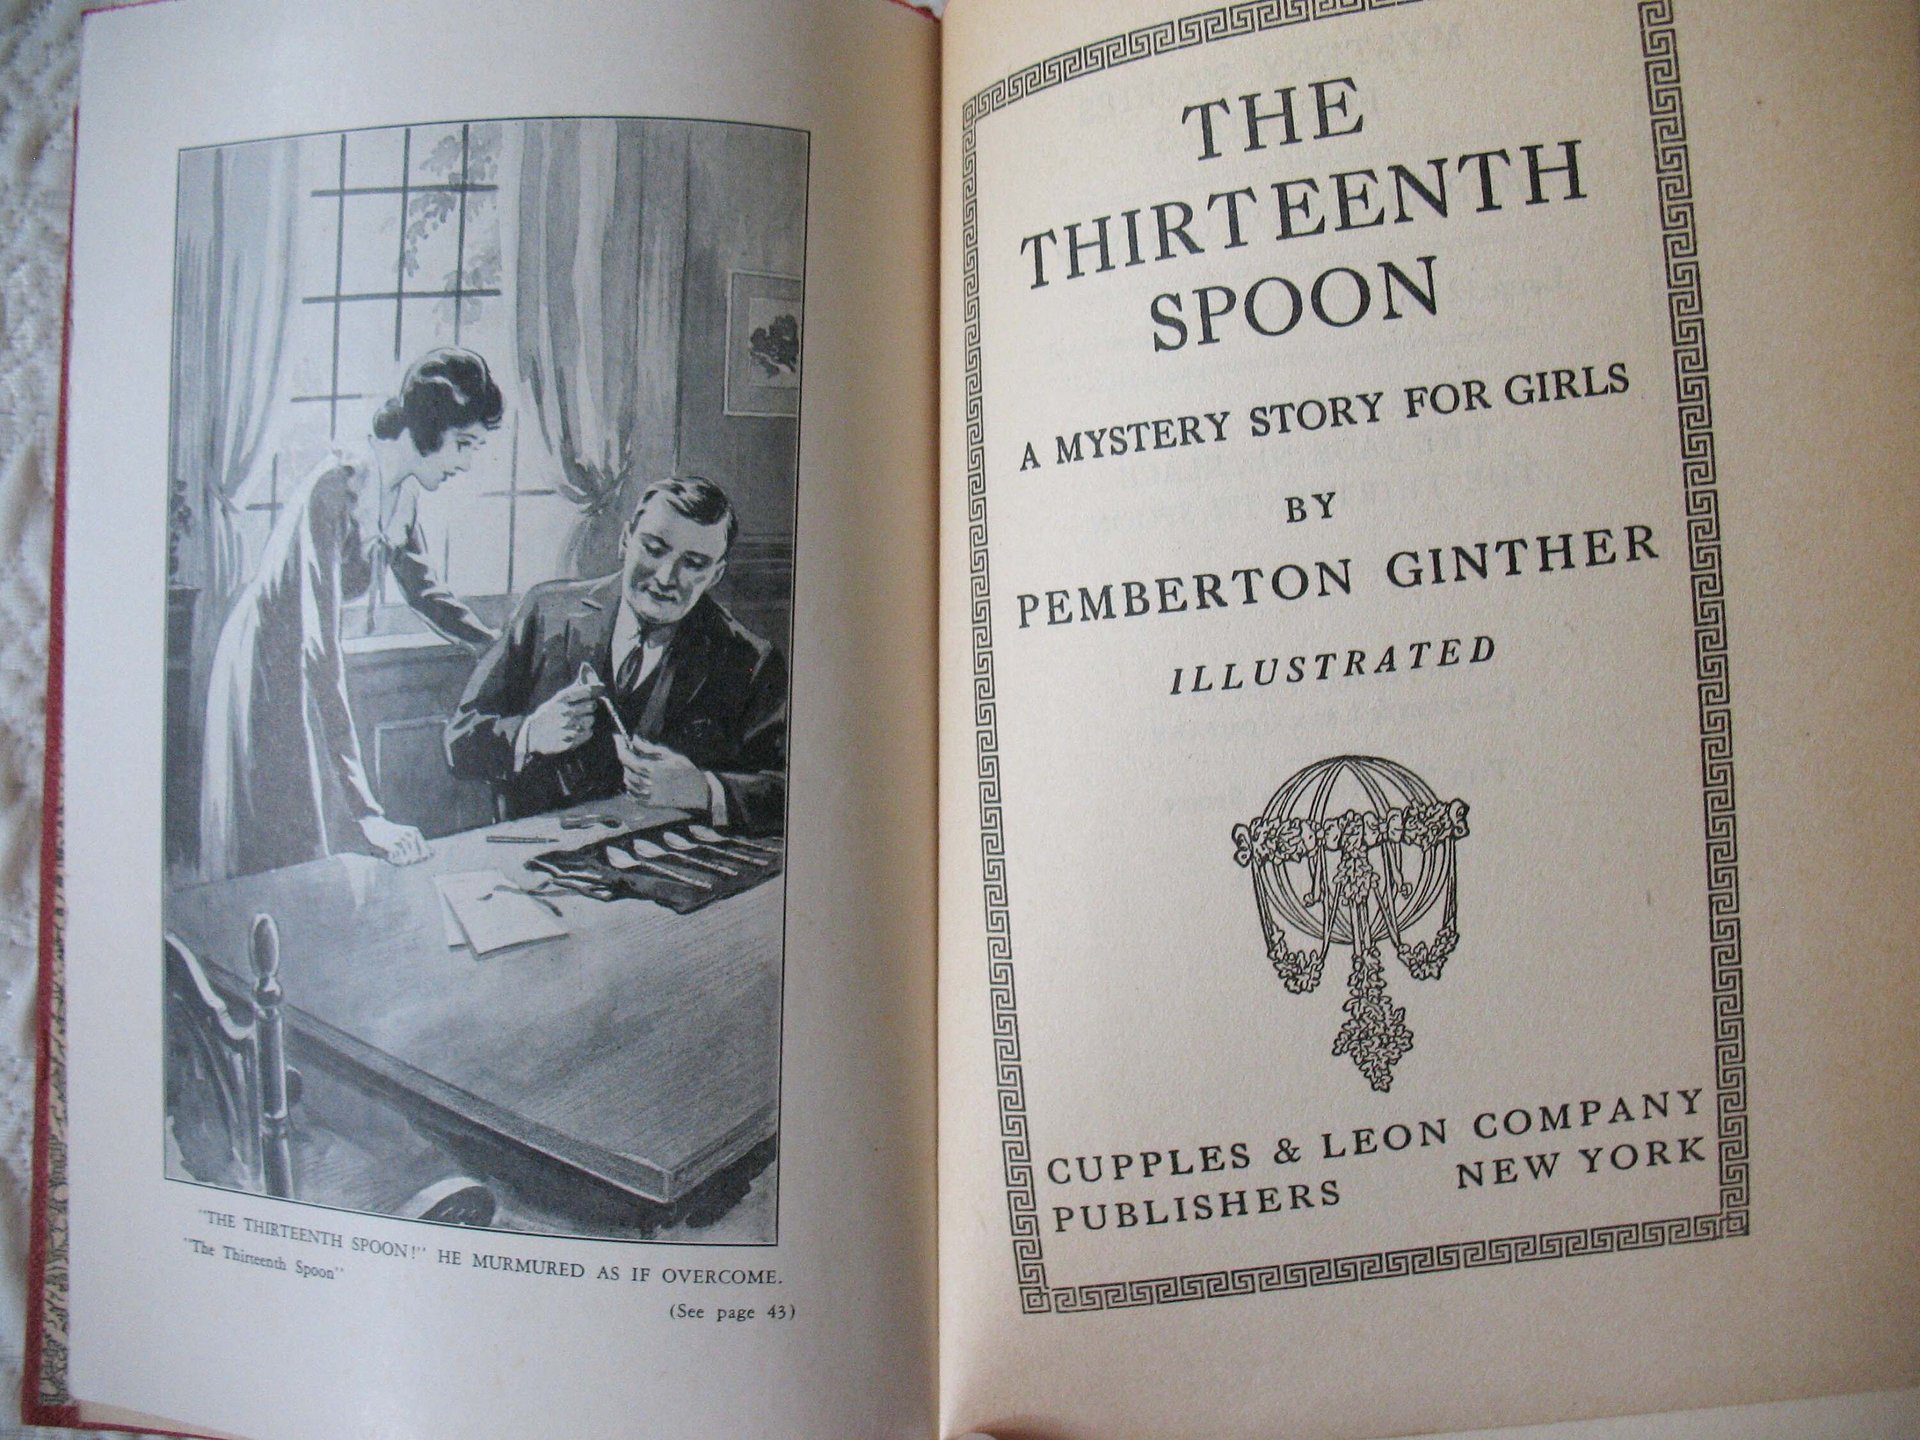 "THE THIRTEENTH SPOON!" HE MURMURED AS IF OVERCOME.
"The Thirteenth Spoon"
(See page 43)
THE
THIRTEENTH
SPOON
A MYSTERY STORY FOR GIRLS
BY
PEMBERTON GINTHER
ILLUSTRATED
CUPPLES & LEON COMPANY
PUBLISHERS NEW YORK